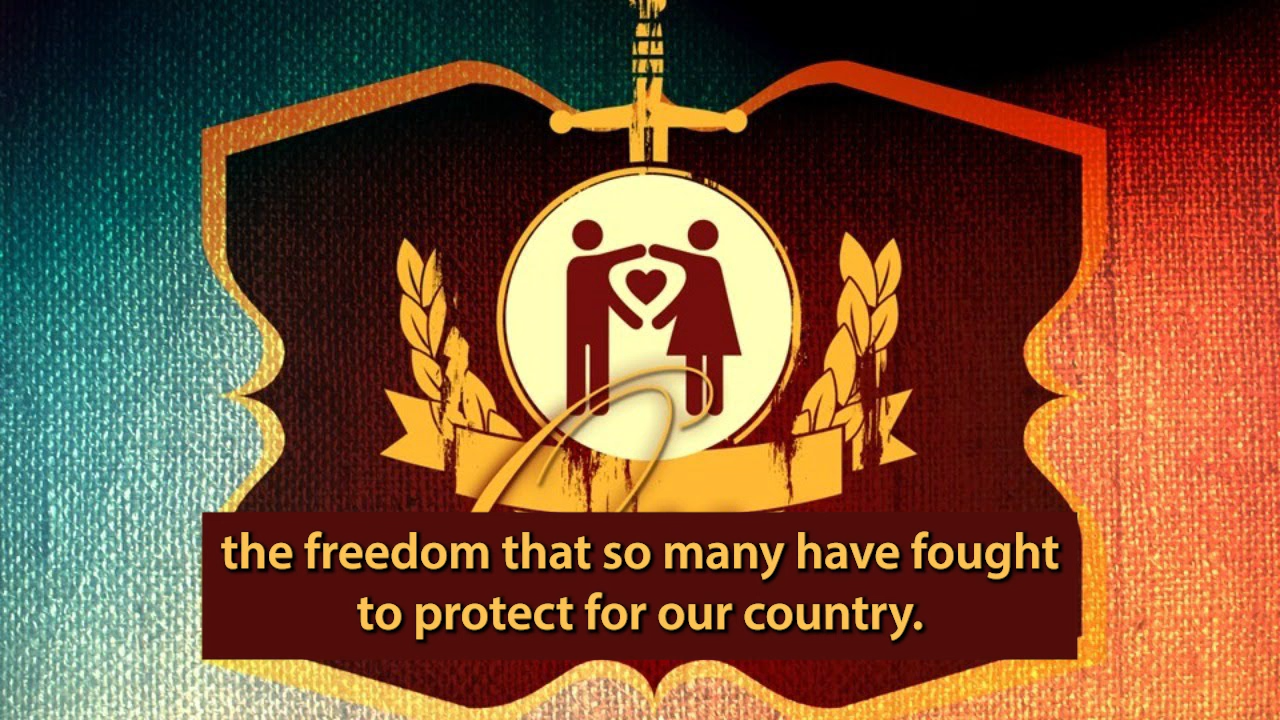 the freedom that so many have fought
to protect for our country.